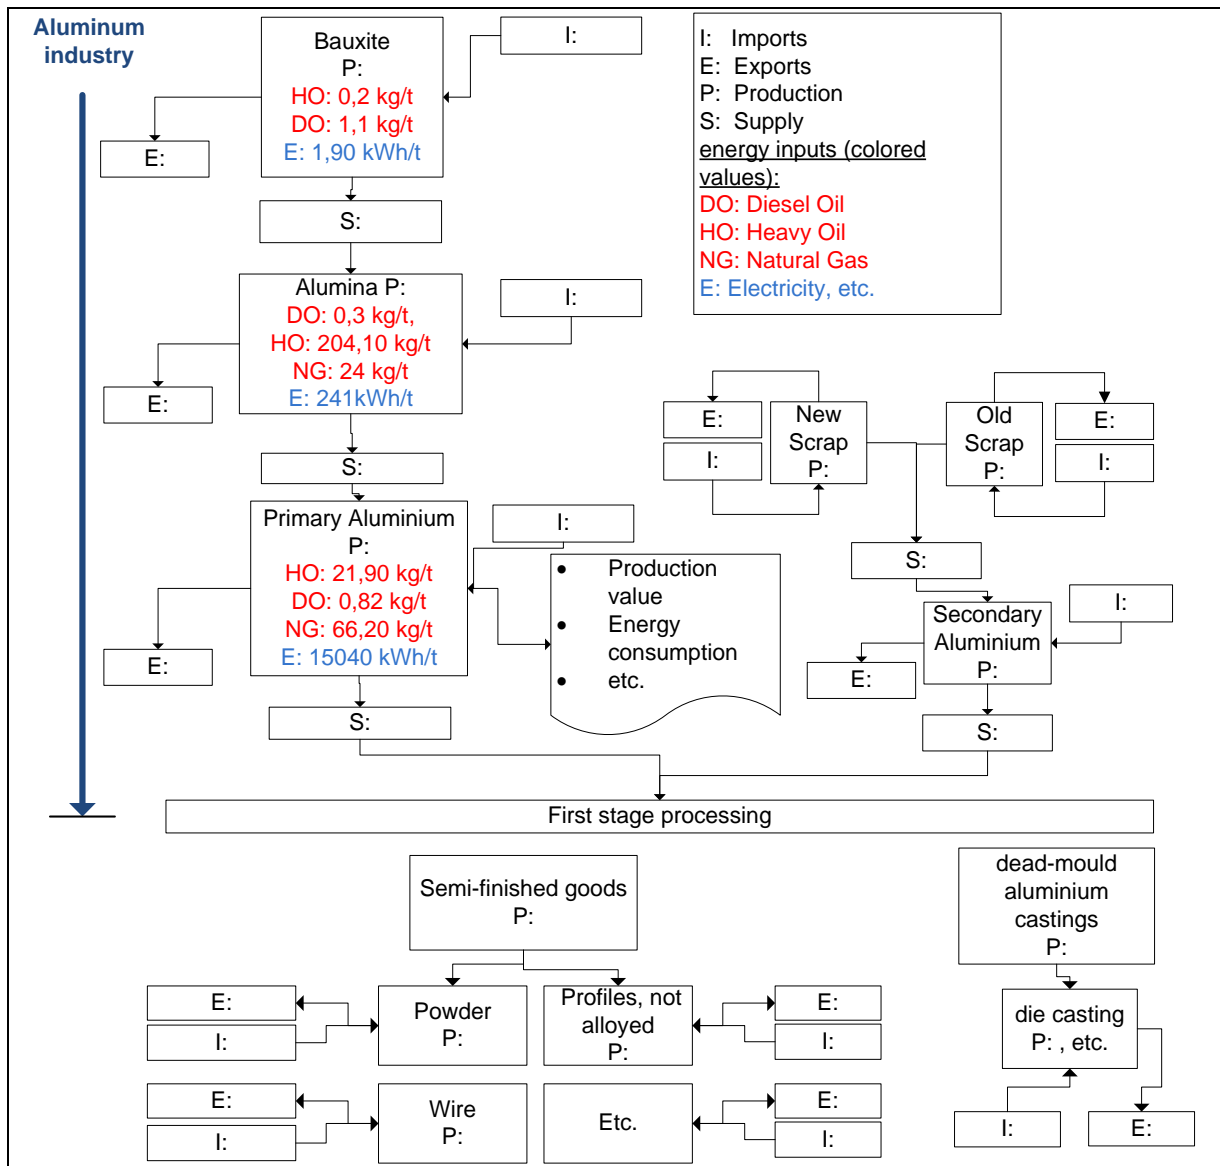 Aluminum
industry
Bauxite
P:
HO: 0,2 kg/t
DO: 1,1 kg/t
E: 1,90 kWh/t
I:
E:
S:
I: Imports
E: Exports
P: Production
S: Supply
energy inputs (colored
values):
DO: Diesel Oil
HO: Heavy Oil
NG: Natural Gas
E: Electricity, etc.
Alumina P:
DO: 0,3 kg/t,
HO: 204,10 kg/t
NG: 24 kg/t
E: 241kWh/t
I:
E:
S:
E:
I:
New
Scrap
P:
Old
Scrap
P:
E:
I:
S:
Primary Aluminium
P:
HO: 21,90 kg/t
DO: 0,82 kg/t
NG: 66,20 kg/t
E: 15040 kWh/t
I:
E:
S:
• Production
value
• Energy
consumption
• etc.
Secondary
Aluminium
P:
I:
E:
S:
First stage processing
Semi-finished goods
P:
dead-mould
aluminium
castings
P:
E:
I:
Powder
P:
Profiles, not
alloyed
P:
E:
I:
die casting
P: , etc.
E:
I:
Wire
P:
Etc.
E:
I:
I:
E: